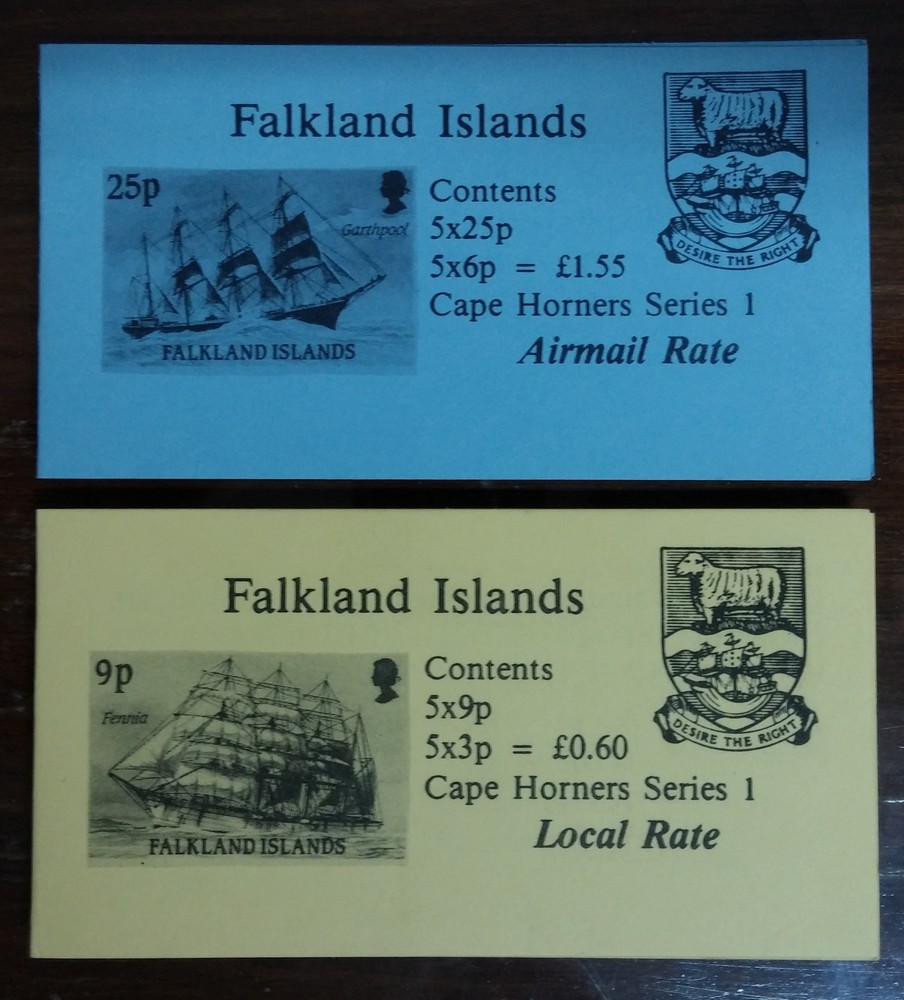 Falkland Islands
25p
Garthpool
FALKLAND ISLANDS
Contents
5x25p
5x6p = £1.55
Cape Horners Series 1
Airmail Rate
DESIRE THE RIGHT
Falkland Islands
9p
Fennia
FALKLAND ISLANDS
Contents
5x9p
5x3p = £0.60
Cape Horners Series 1
Local Rate
DESIRE THE RIGHT